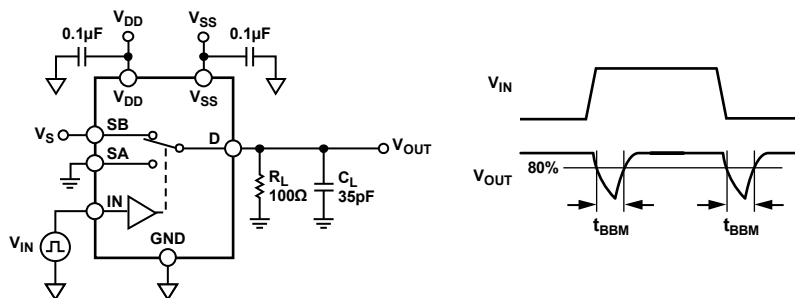 VDD
VSS
0.1µF
0.1µF
VDD
VSS
VS
SB
D
VOUT
SA
RL
100Ω
CL
35pF
IN
VIN
GND
VIN
VOUT
80%
tBBM
tBBM